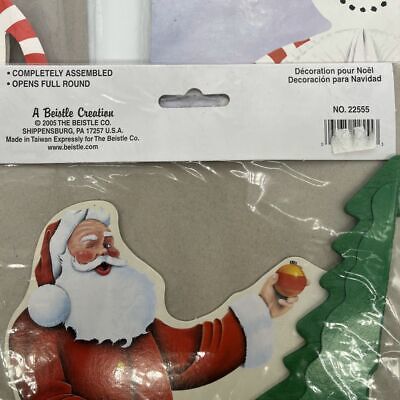 • COMPLETELY ASSEMBLED
• OPENS FULL ROUND
Décoration pour Noël
Decoración para Navidad
A Beistle Creation
© 2005 THE BEISTLE CO.
SHIPPENSBURG, PA 17257 U.S.A.
Made in Taiwan Expressly for The Beistle Co.
www.beistle.com
NO. 22555